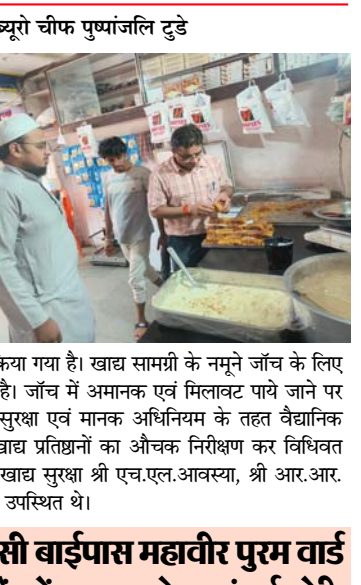 ब्यूरो चीफ पुष्पांजलि टुडे
किया गया है। खाद्य सामग्री के नमूने जॉच के लिए
है। जॉच में अमानक एवं मिलावट पाये जाने पर
सुरक्षा एवं मानक अधिनियम के तहत वैद्यानिक
खाद्य प्रतिष्ठानों का औचक निरीक्षण कर विधिवत
खाद्य सुरक्षा श्री एच.एल.आवस्या, श्री आर.आर.
उपस्थित थे।
सी बाईपास महावीर पुरम वार्ड